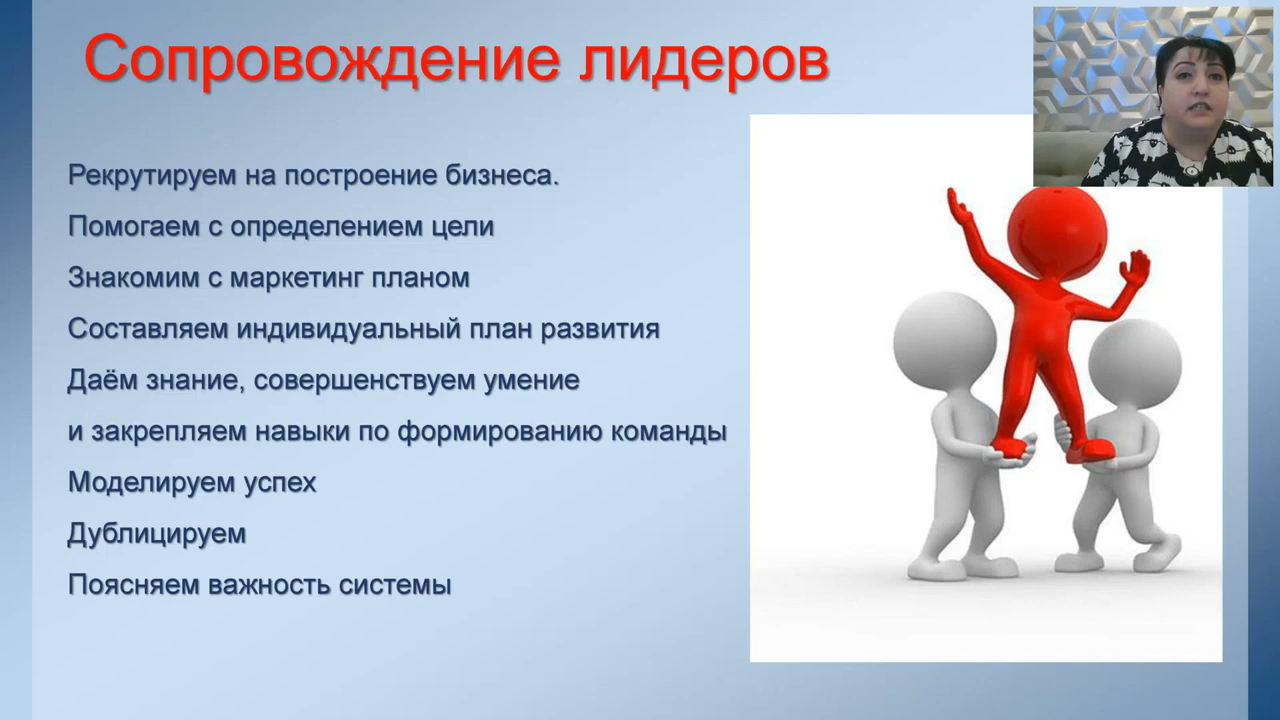 Сопровождение лидеров
Рекрутируем на построение бизнеса.
Помогаем с определением цели
Знакомим с маркетинг планом
Составляем индивидуальный план развития
Даём знание, совершенствуем умение
и закрепляем навыки по формированию команды
Моделируем успех
Дублицируем
Поясняем важность системы